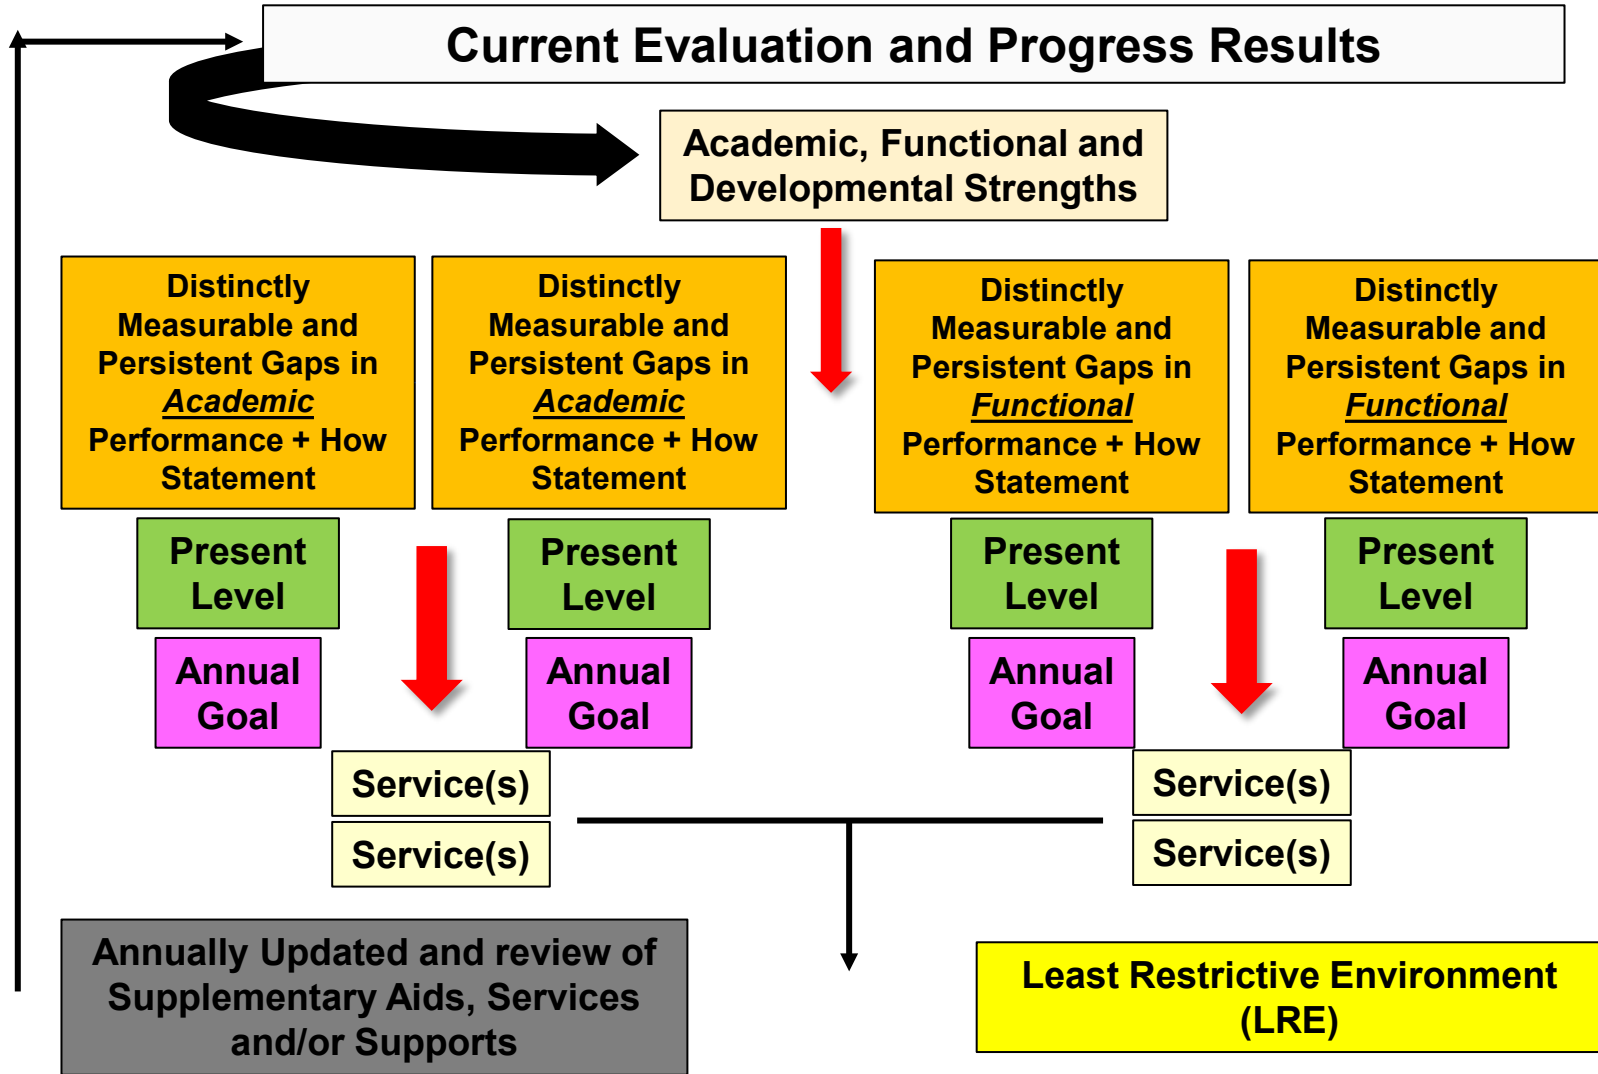 Current Evaluation and Progress Results
Academic, Functional and
Developmental Strengths
Distinctly
Measurable and
Persistent Gaps in
Academic
Performance + How
Statement
Distinctly
Measurable and
Persistent Gaps in
Academic
Performance + How
Statement
Distinctly
Measurable and
Persistent Gaps in
Functional
Performance + How
Statement
Distinctly
Measurable and
Persistent Gaps in
Functional
Performance + How
Statement
Present
Level
Present
Level
Present
Level
Present
Level
Annual
Goal
Annual
Goal
Annual
Goal
Annual
Goal
Service(s)
Service(s)
Service(s)
Service(s)
Annually Updated and review of
Supplementary Aids, Services
and/or Supports
Least Restrictive Environment
(LRE)